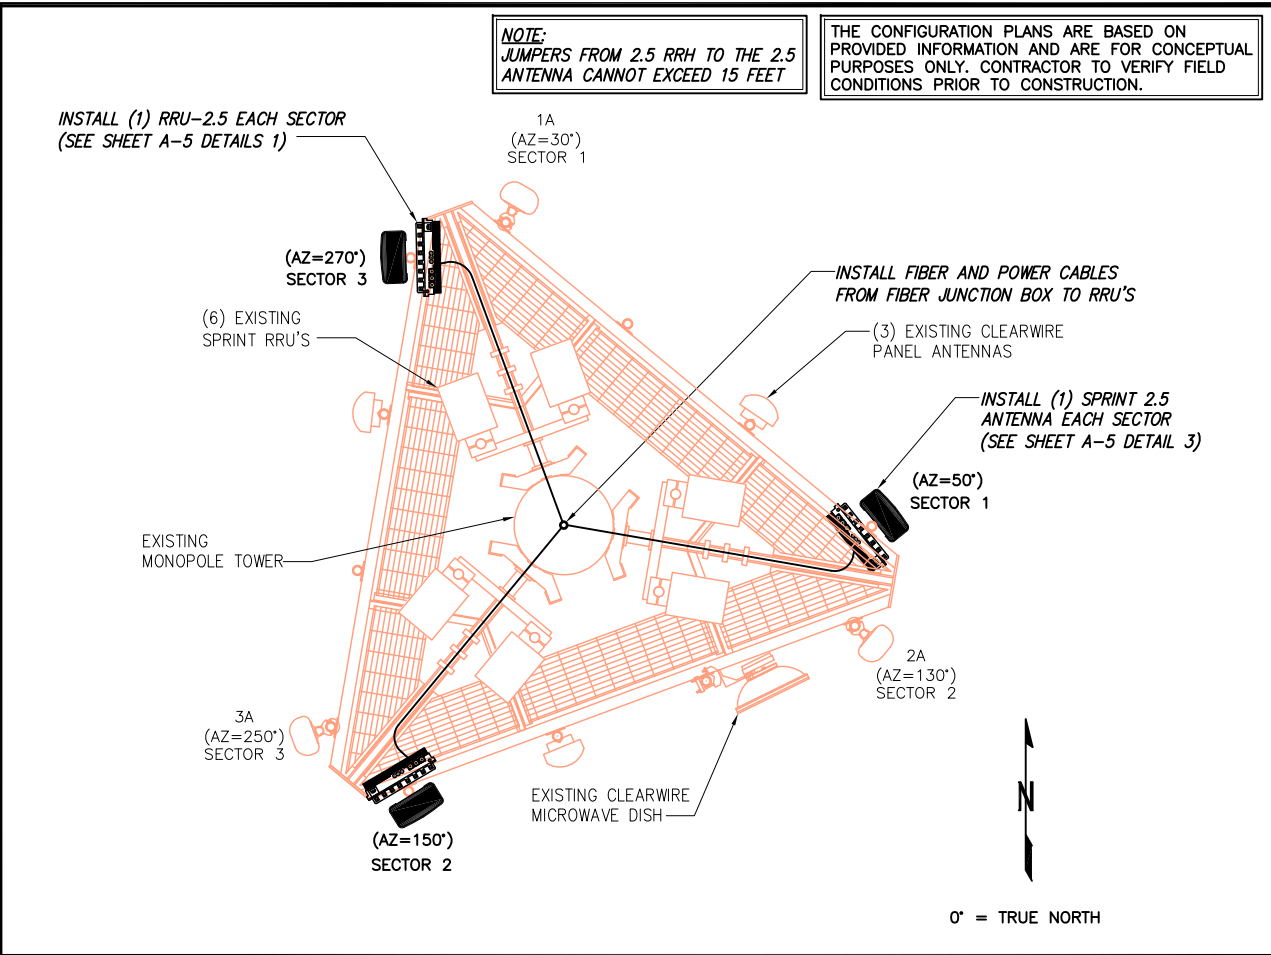 NOTE:
JUMPERS FROM 2.5 RRH TO THE 2.5
ANTENNA CANNOT EXCEED 15 FEET
THE CONFIGURATION PLANS ARE BASED ON
PROVIDED INFORMATION AND ARE FOR CONCEPTUAL
PURPOSES ONLY. CONTRACTOR TO VERIFY FIELD
CONDITIONS PRIOR TO CONSTRUCTION.
INSTALL (1) RRU-2.5 EACH SECTOR
(SEE SHEET A-5 DETAILS 1)
1A
(AZ=30°)
SECTOR 1
(AZ=270°)
SECTOR 3
INSTALL FIBER AND POWER CABLES
FROM FIBER JUNCTION BOX TO RRU'S
(6) EXISTING
SPRINT RRU'S
(3) EXISTING CLEARWIRE
PANEL ANTENNAS
INSTALL (1) SPRINT 2.5
ANTENNA EACH SECTOR
(SEE SHEET A-5 DETAIL 3)
(AZ=50°)
SECTOR 1
EXISTING
MONOPOLE TOWER
2A
(AZ=130°)
SECTOR 2
3A
(AZ=250°)
SECTOR 3
EXISTING CLEARWIRE
MICROWAVE DISH
(AZ=150°)
SECTOR 2
N
0° = TRUE NORTH